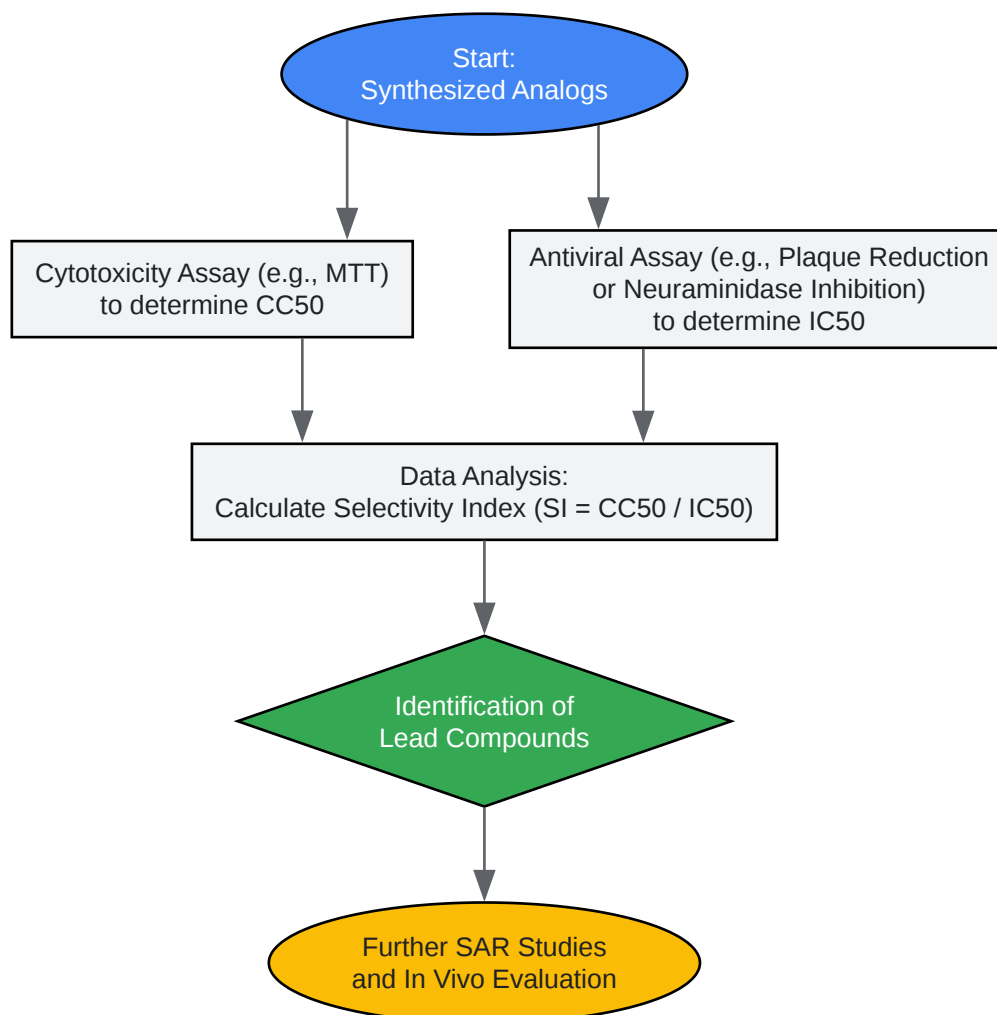 Start:
Synthesized Analogs
Cytotoxicity Assay (e.g., MTT)
to determine CC50
Antiviral Assay (e.g., Plaque Reduction
or Neuraminidase Inhibition)
to determine IC50
Data Analysis:
Calculate Selectivity Index (SI = CC50 / IC50)
Identification of
Lead Compounds
Further SAR Studies
and In Vivo Evaluation